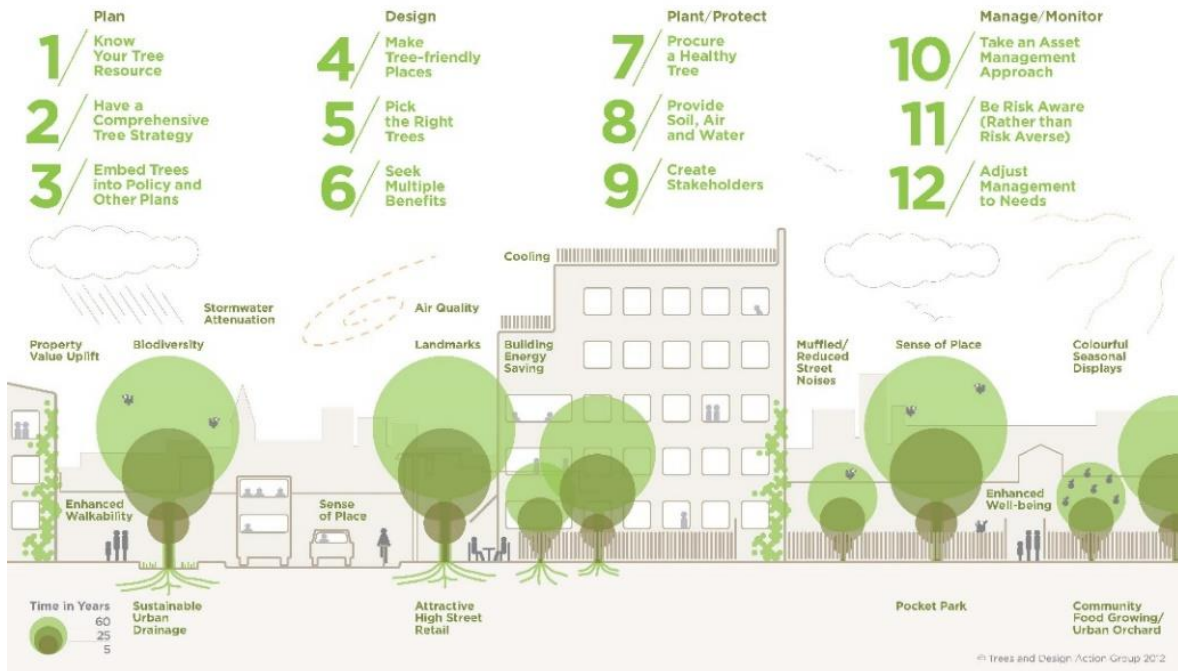 Plan
1
Know
Your Tree
Resource
2
Have a
Comprehensive
Tree Strategy
3
Embed Trees
into Policy and
Other Plans
Design
4
Make
Tree-friendly
Places
5
Pick
the Right
Trees
6
Seek
Multiple
Benefits
Plant/Protect
7
Procure
a Healthy
Tree
8
Provide
Soil, Air
and Water
9
Create
Stakeholders
Manage/Monitor
10
Take an Asset
Management
Approach
11
Be Risk Aware
(Rather than
Risk Averse)
12
Adjust
Management
to Needs
Cooling
Stormwater
Attenuation
Air Quality
Property
Value Uplift
Biodiversity
Landmarks
Building
Energy
Saving
Muffled/
Reduced
Street
Noises
Sense of Place
Colourful
Seasonal
Displays
Enhanced
Walkability
Sense
of Place
Enhanced
Well-being
Time in Years
60
25
5
Sustainable
Urban
Drainage
Attractive
High Street
Retail
Pocket Park
Community
Food Growing/
Urban Orchard
© Trees and Design Action Group 2012